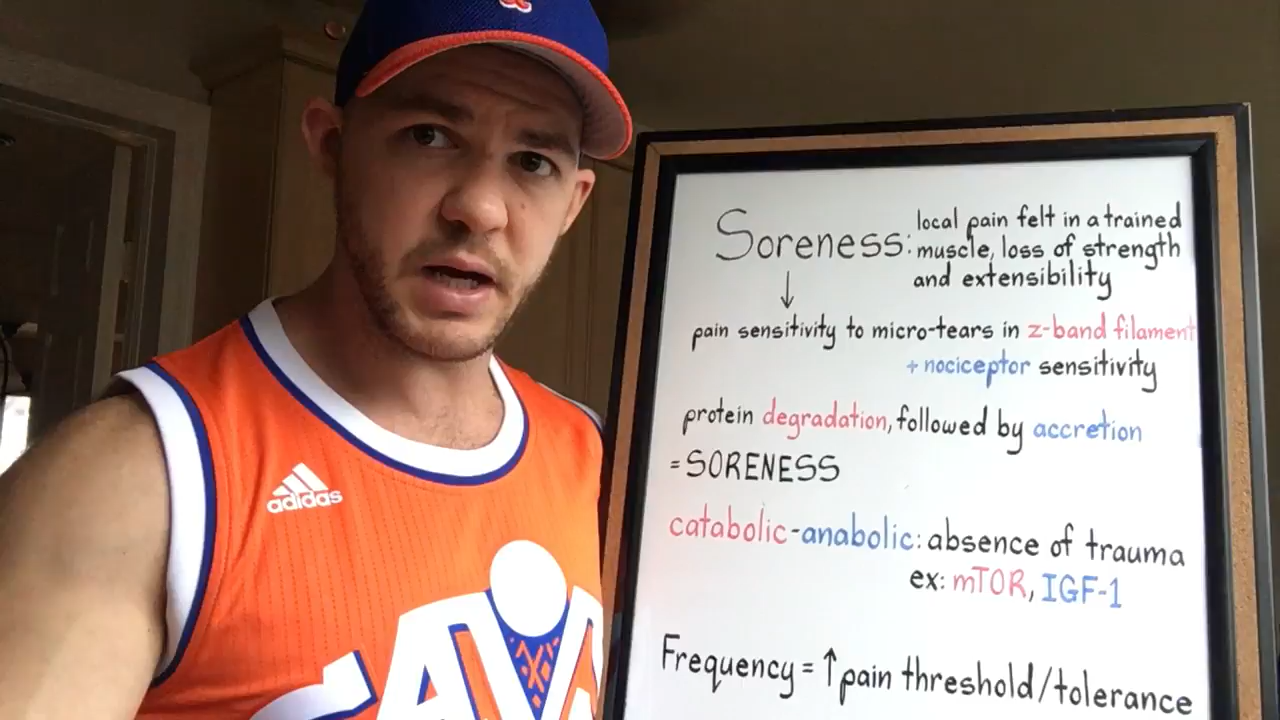 Soreness: local pain felt in a trained
muscle, loss of strength
and extensibility
↓
pain sensitivity to micro-tears in z-band filament
+ nociceptor sensitivity
protein degradation, followed by accretion
= SORENESS
catabolic-anabolic: absence of trauma
ex: mTOR, IGF-1
Frequency = ↑ pain threshold/tolerance
adidas
CAV